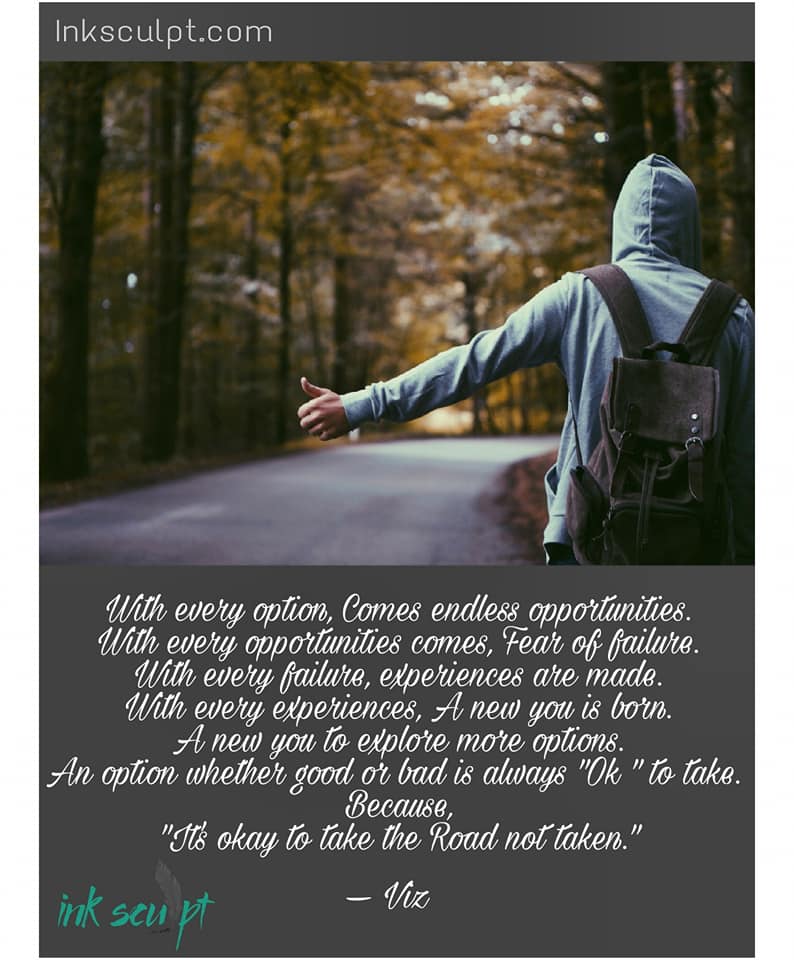 Inksculpt.com
With every option, Comes endless opportunities.
With every opportunities comes, Fear of failure.
With every failure, experiences are made.
With every experiences, A new you is born.
A new you to explore more options.
An option whether good or bad is always "Ok " to take.
Because,
"It's okay to take the Road not taken."
— Viz
ink sculpt